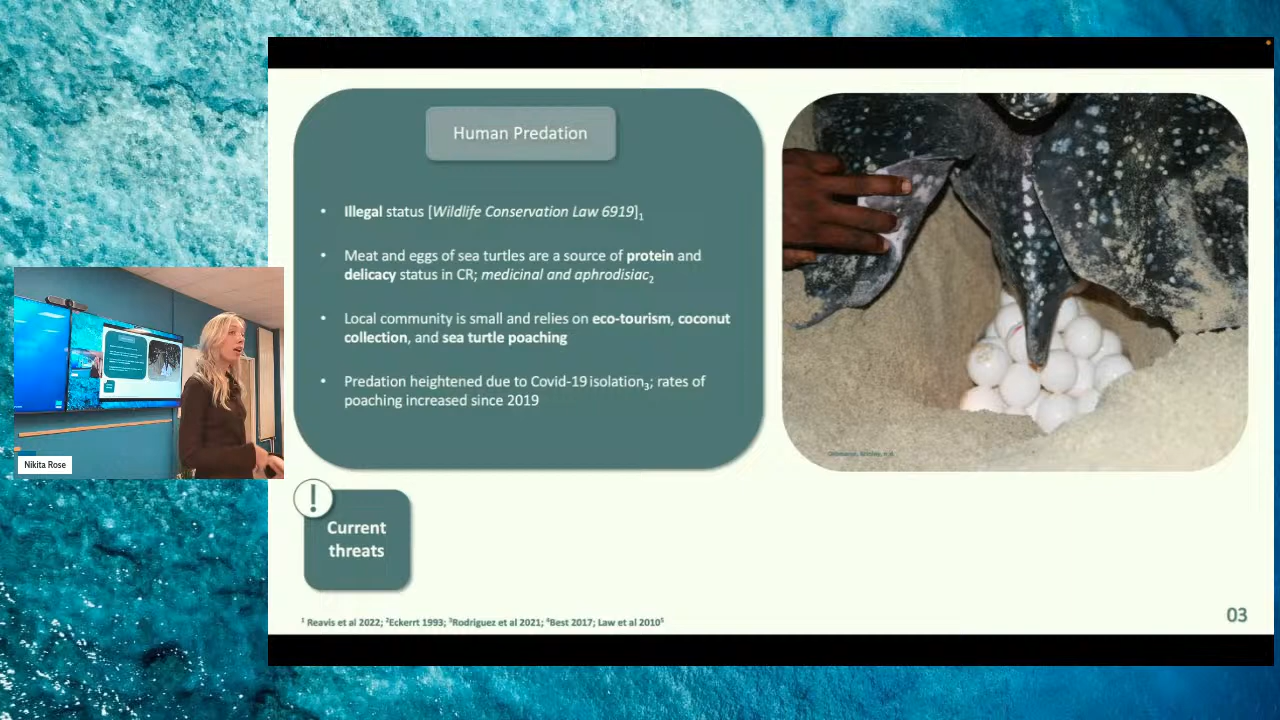 Human Predation
• Illegal status [Wildlife Conservation Law 6919]1
• Meat and eggs of sea turtles are a source of protein and
delicacy status in CR; medicinal and aphrodisiac2
• Local community is small and relies on eco-tourism, coconut
collection, and sea turtle poaching
• Predation heightened due to Covid-19 isolation3; rates of
poaching increased since 2019
Nikita Rose
!
Current
threats
1 Reavis et al 2022; 2Eckerrt 1993; 3Rodriguez et al 2021; 4Best 2017; Law et al 20105
03